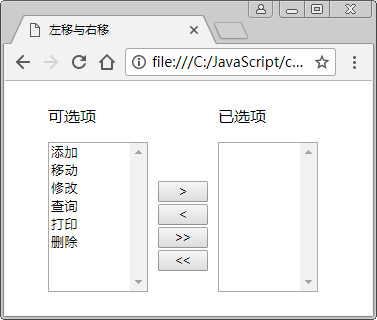 左移与右移
file:///C:/JavaScript/c...
可选项
已选项
添加
移动
修改
查询
打印
删除
>
<
>>
<<